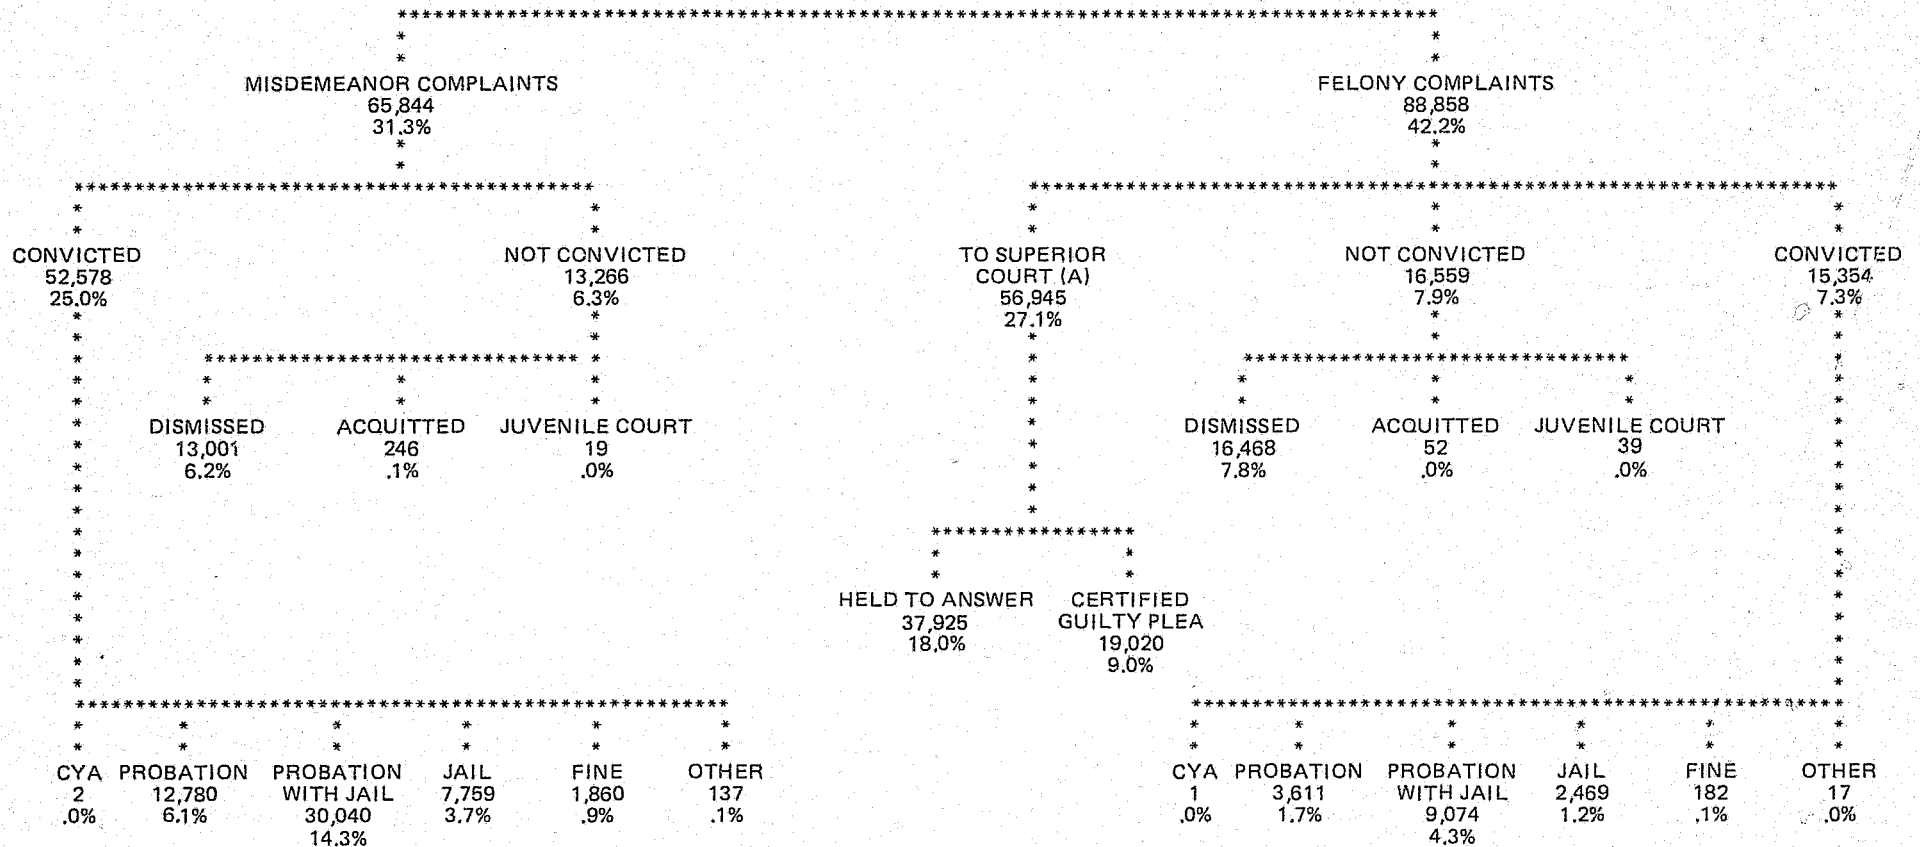 MISDEMEANOR COMPLAINTS
65,844
31.3%
FELONY COMPLAINTS
88,858
42.2%
CONVICTED
52,578
25.0%
NOT CONVICTED
13,266
6.3%
TO SUPERIOR
COURT (A)
56,945
27.1%
NOT CONVICTED
16,559
7.9%
CONVICTED
15,354
7.3%
DISMISSED
13,001
6.2%
ACQUITTED
246
.1%
JUVENILE COURT
19
.0%
DISMISSED
16,468
7.8%
ACQUITTED
52
.0%
JUVENILE COURT
39
.0%
HELD TO ANSWER
37,925
18.0%
CERTIFIED
GUILTY PLEA
19,020
9.0%
CYA
2
.0%
PROBATION
12,780
6.1%
PROBATION
WITH JAIL
30,040
14.3%
JAIL
7,759
3.7%
FINE
1,860
.9%
OTHER
137
.1%
CYA
1
.0%
PROBATION
3,611
1.7%
PROBATION
WITH JAIL
9,074
4.3%
JAIL
2,469
1.2%
FINE
182
.1%
OTHER
17
.0%